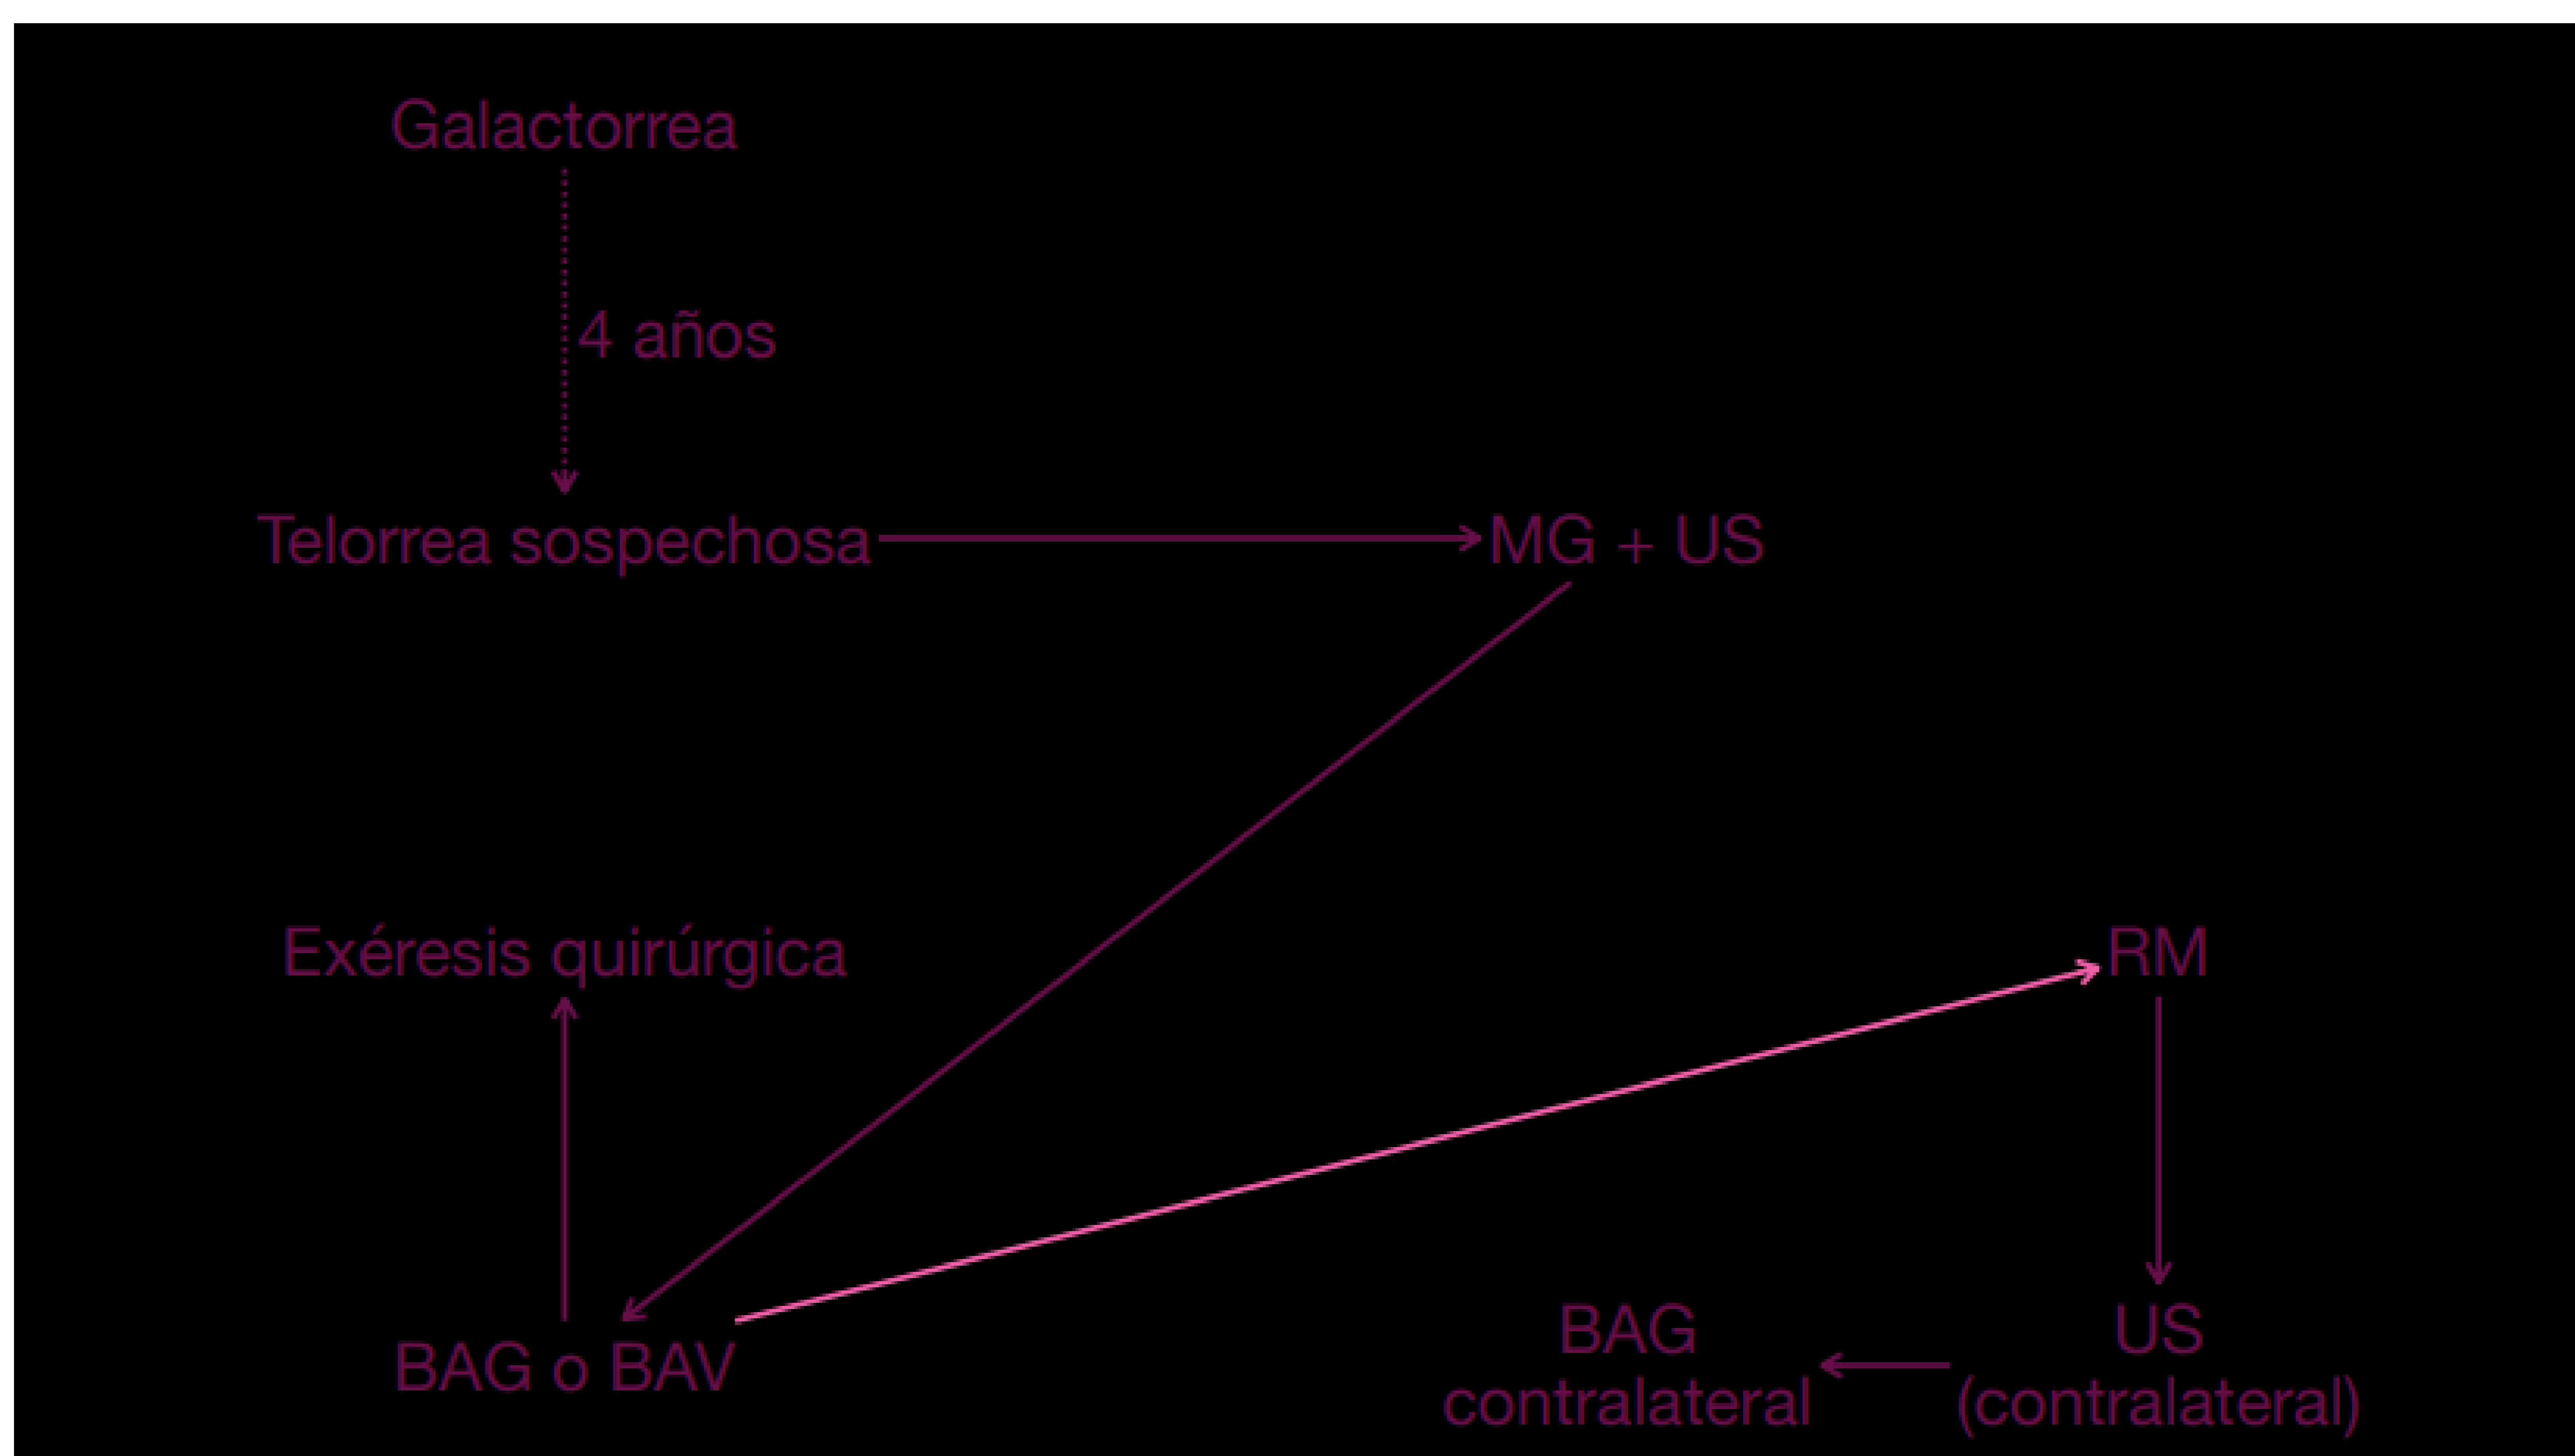 Galactorrea
4 años
Telorrea sospechosa
MG + US
Exéresis quirúrgica
RM
BAG o BAV
BAG
contralateral
US
(contralateral)